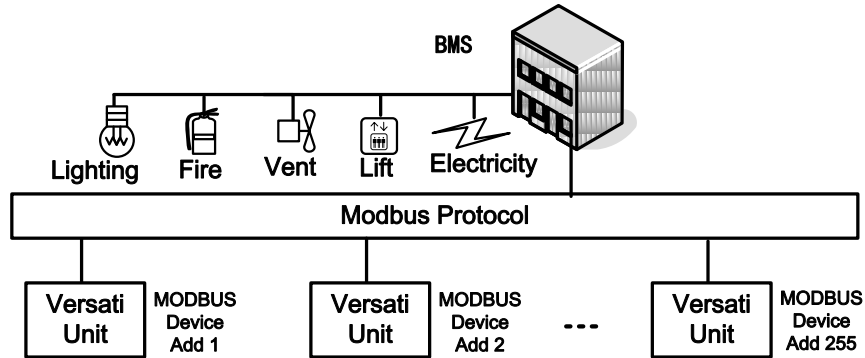 BMS
Lighting
Fire
Vent
Lift
Electricity
Modbus Protocol
Versati
Unit
MODBUS
Device
Add 1
Versati
Unit
MODBUS
Device
Add 2
Versati
Unit
MODBUS
Device
Add 255